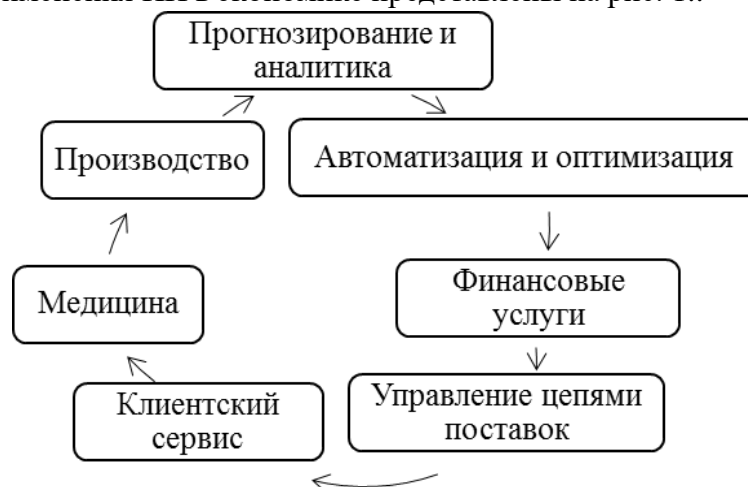 Прогнозирование и
аналитика
Производство
Автоматизация и оптимизация
Медицина
Финансовые
услуги
Клиентский
сервис
Управление цепями
поставок